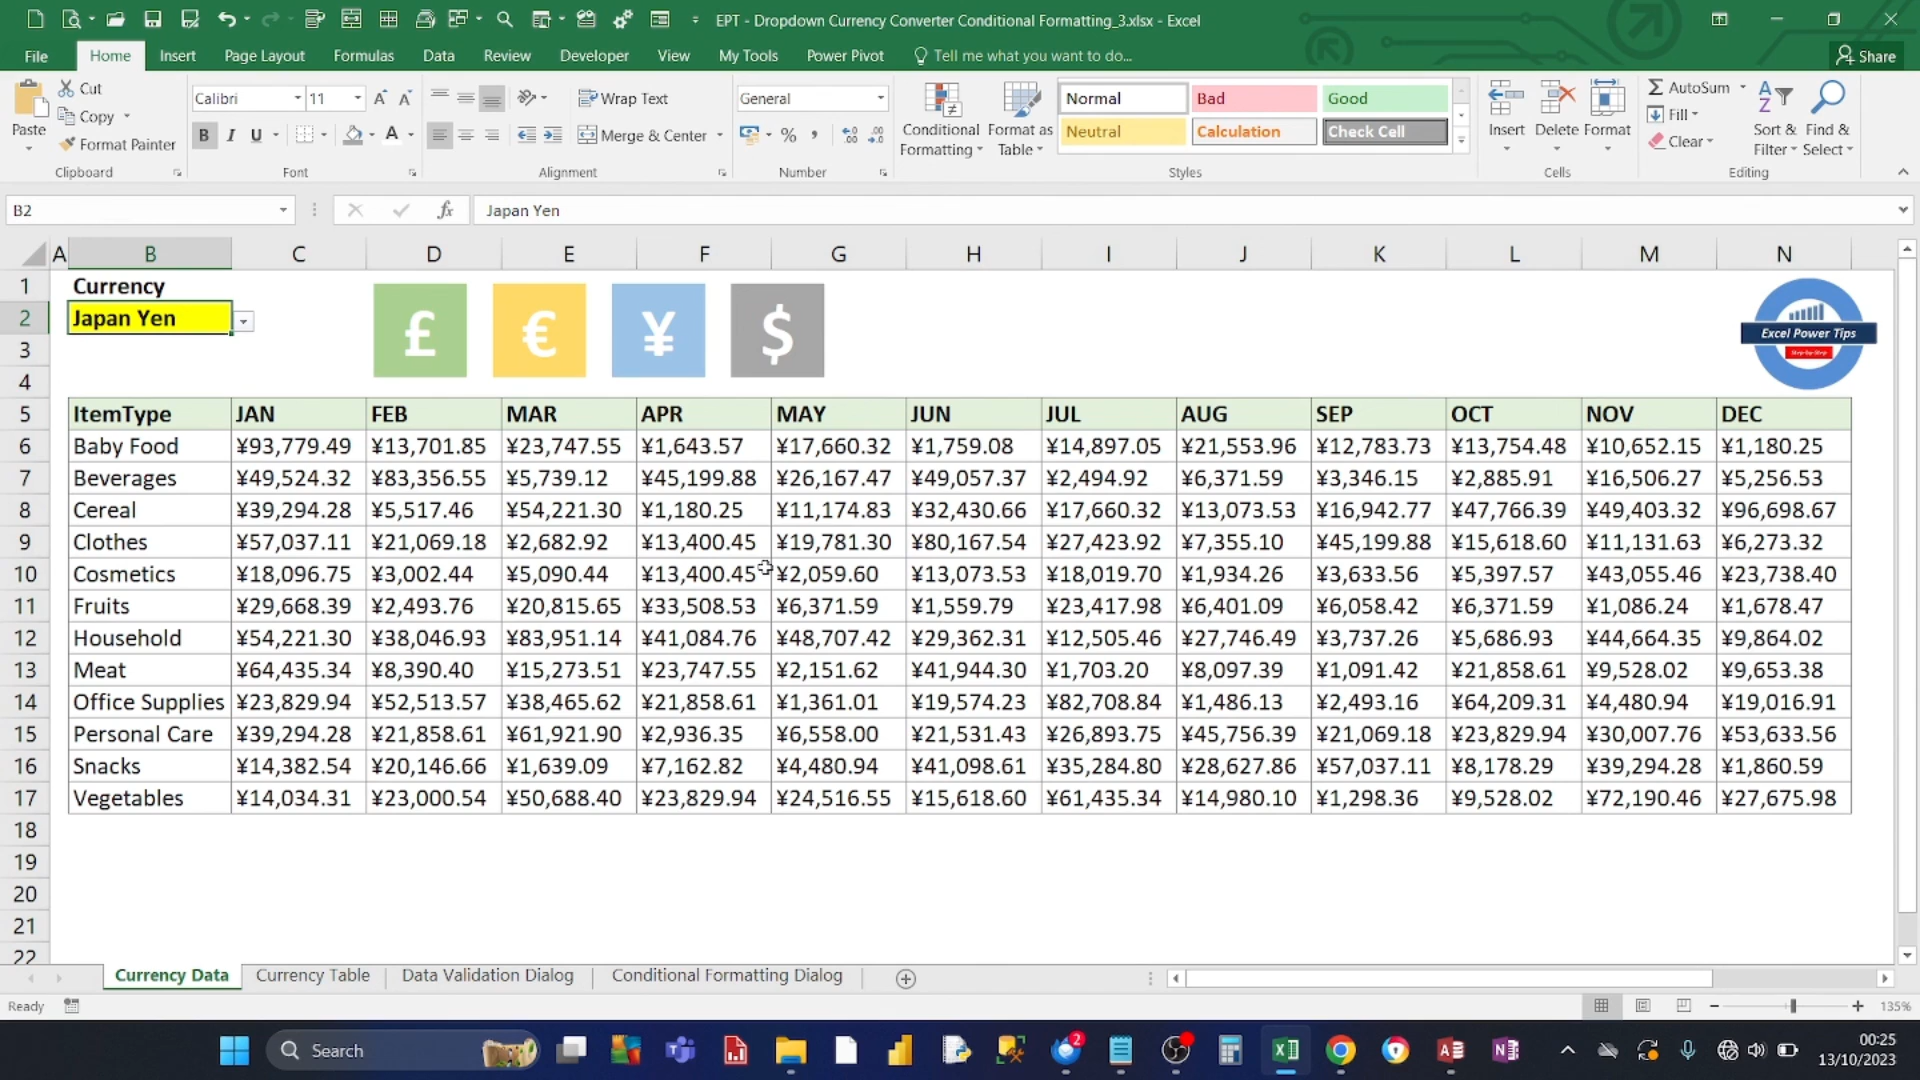 EPT - Dropdown Currency Converter Conditional Formatting_3.xlsx - Excel
File Home Insert Page Layout Formulas Data Review Developer View My Tools Power Pivot Tell me what you want to do... Share
Paste Cut Copy Format Painter Clipboard
Calibri 11 B I U A Font
Wrap Text Merge & Center Alignment
General % Number
Conditional Formatting Format as Table
Normal Bad Good
Neutral Calculation Check Cell
Styles
Insert Delete Format Cells
AutoSum Fill Clear Sort & Filter Find & Select Editing
B2 fx Japan Yen
A B C D E F G H I J K L M N
1 Currency
2 Japan Yen
£ € ¥ $
Excel Power Tips
Step-by-Step
3
4
5 ItemType JAN FEB MAR APR MAY JUN JUL AUG SEP OCT NOV DEC
6 Baby Food ¥93,779.49 ¥13,701.85 ¥23,747.55 ¥1,643.57 ¥17,660.32 ¥1,759.08 ¥14,897.05 ¥21,553.96 ¥12,783.73 ¥13,754.48 ¥10,652.15 ¥1,180.25
7 Beverages ¥49,524.32 ¥83,356.55 ¥5,739.12 ¥45,199.88 ¥26,167.47 ¥49,057.37 ¥2,494.92 ¥6,371.59 ¥3,346.15 ¥2,885.91 ¥16,506.27 ¥5,256.53
8 Cereal ¥39,294.28 ¥5,517.46 ¥54,221.30 ¥1,180.25 ¥11,174.83 ¥32,430.66 ¥17,660.32 ¥13,073.53 ¥16,942.77 ¥47,766.39 ¥49,403.32 ¥96,698.67
9 Clothes ¥57,037.11 ¥21,069.18 ¥2,682.92 ¥13,400.45 ¥19,781.30 ¥80,167.54 ¥27,423.92 ¥7,355.10 ¥45,199.88 ¥15,618.60 ¥11,131.63 ¥6,273.32
10 Cosmetics ¥18,096.75 ¥3,002.44 ¥5,090.44 ¥13,400.45 ¥2,059.60 ¥13,073.53 ¥18,019.70 ¥1,934.26 ¥3,633.56 ¥5,397.57 ¥43,055.46 ¥23,738.40
11 Fruits ¥29,668.39 ¥2,493.76 ¥20,815.65 ¥33,508.53 ¥6,371.59 ¥1,559.79 ¥23,417.98 ¥6,401.09 ¥6,058.42 ¥6,371.59 ¥1,086.24 ¥1,678.47
12 Household ¥54,221.30 ¥38,046.93 ¥83,951.14 ¥41,084.76 ¥48,707.42 ¥29,362.31 ¥12,505.46 ¥27,746.49 ¥3,737.26 ¥5,686.93 ¥44,664.35 ¥9,864.02
13 Meat ¥64,435.34 ¥8,390.40 ¥15,273.51 ¥23,747.55 ¥2,151.62 ¥41,944.30 ¥1,703.20 ¥8,097.39 ¥1,091.42 ¥21,858.61 ¥9,528.02 ¥9,653.38
14 Office Supplies ¥23,829.94 ¥52,513.57 ¥38,465.62 ¥21,858.61 ¥1,361.01 ¥19,574.23 ¥82,708.84 ¥1,486.13 ¥2,493.16 ¥64,209.31 ¥4,480.94 ¥19,016.91
15 Personal Care ¥39,294.28 ¥21,858.61 ¥61,921.90 ¥2,936.35 ¥6,558.00 ¥21,531.43 ¥26,893.75 ¥45,756.39 ¥21,069.18 ¥23,829.94 ¥30,007.76 ¥53,633.56
16 Snacks ¥14,382.54 ¥20,146.66 ¥1,639.09 ¥7,162.82 ¥4,480.94 ¥41,098.61 ¥35,284.80 ¥28,627.86 ¥57,037.11 ¥8,178.29 ¥39,294.28 ¥1,860.59
17 Vegetables ¥14,034.31 ¥23,000.54 ¥50,688.40 ¥23,829.94 ¥24,516.55 ¥15,618.60 ¥61,435.34 ¥14,980.10 ¥1,298.36 ¥9,528.02 ¥72,190.46 ¥27,675.98
18
19
20
21
22
Currency Data Currency Table Data Validation Dialog Conditional Formatting Dialog
Ready 135%
Search 2 00:25
13/10/2023